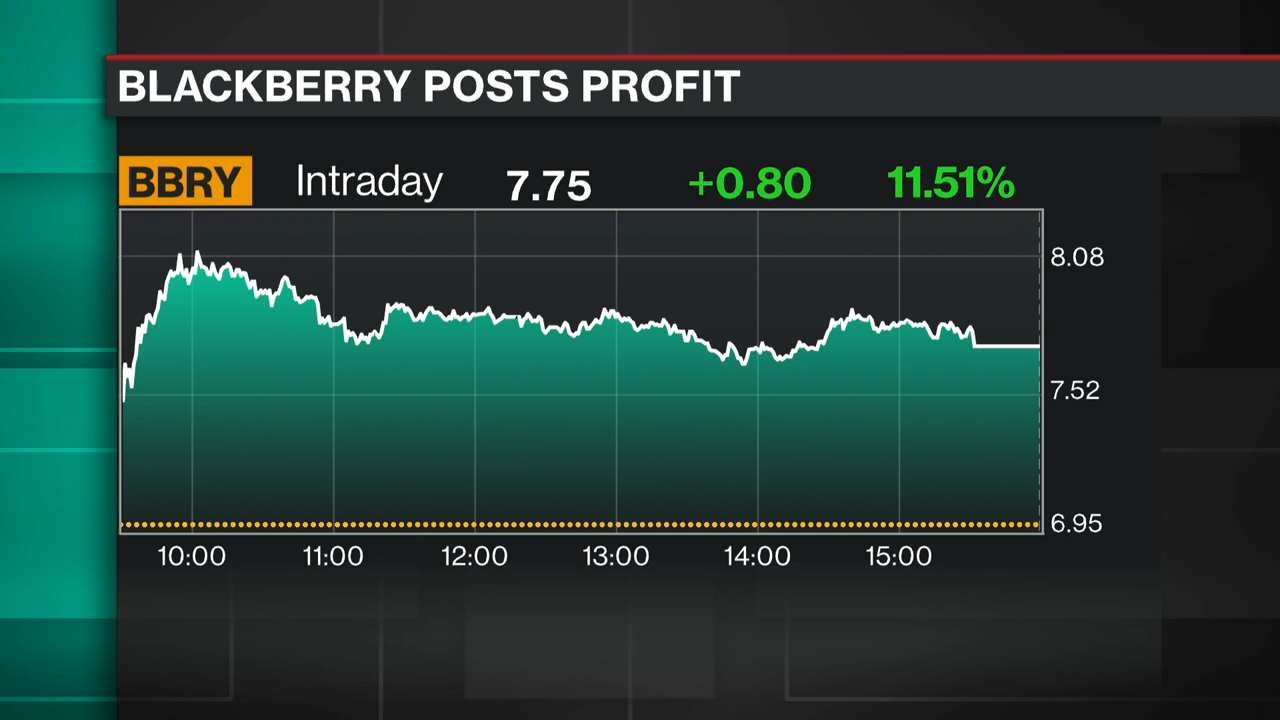 BLACKBERRY POSTS PROFIT
BBRY Intraday 7.75 +0.80 11.51%
8.08
7.52
6.95
10:00 11:00 12:00 13:00 14:00 15:00